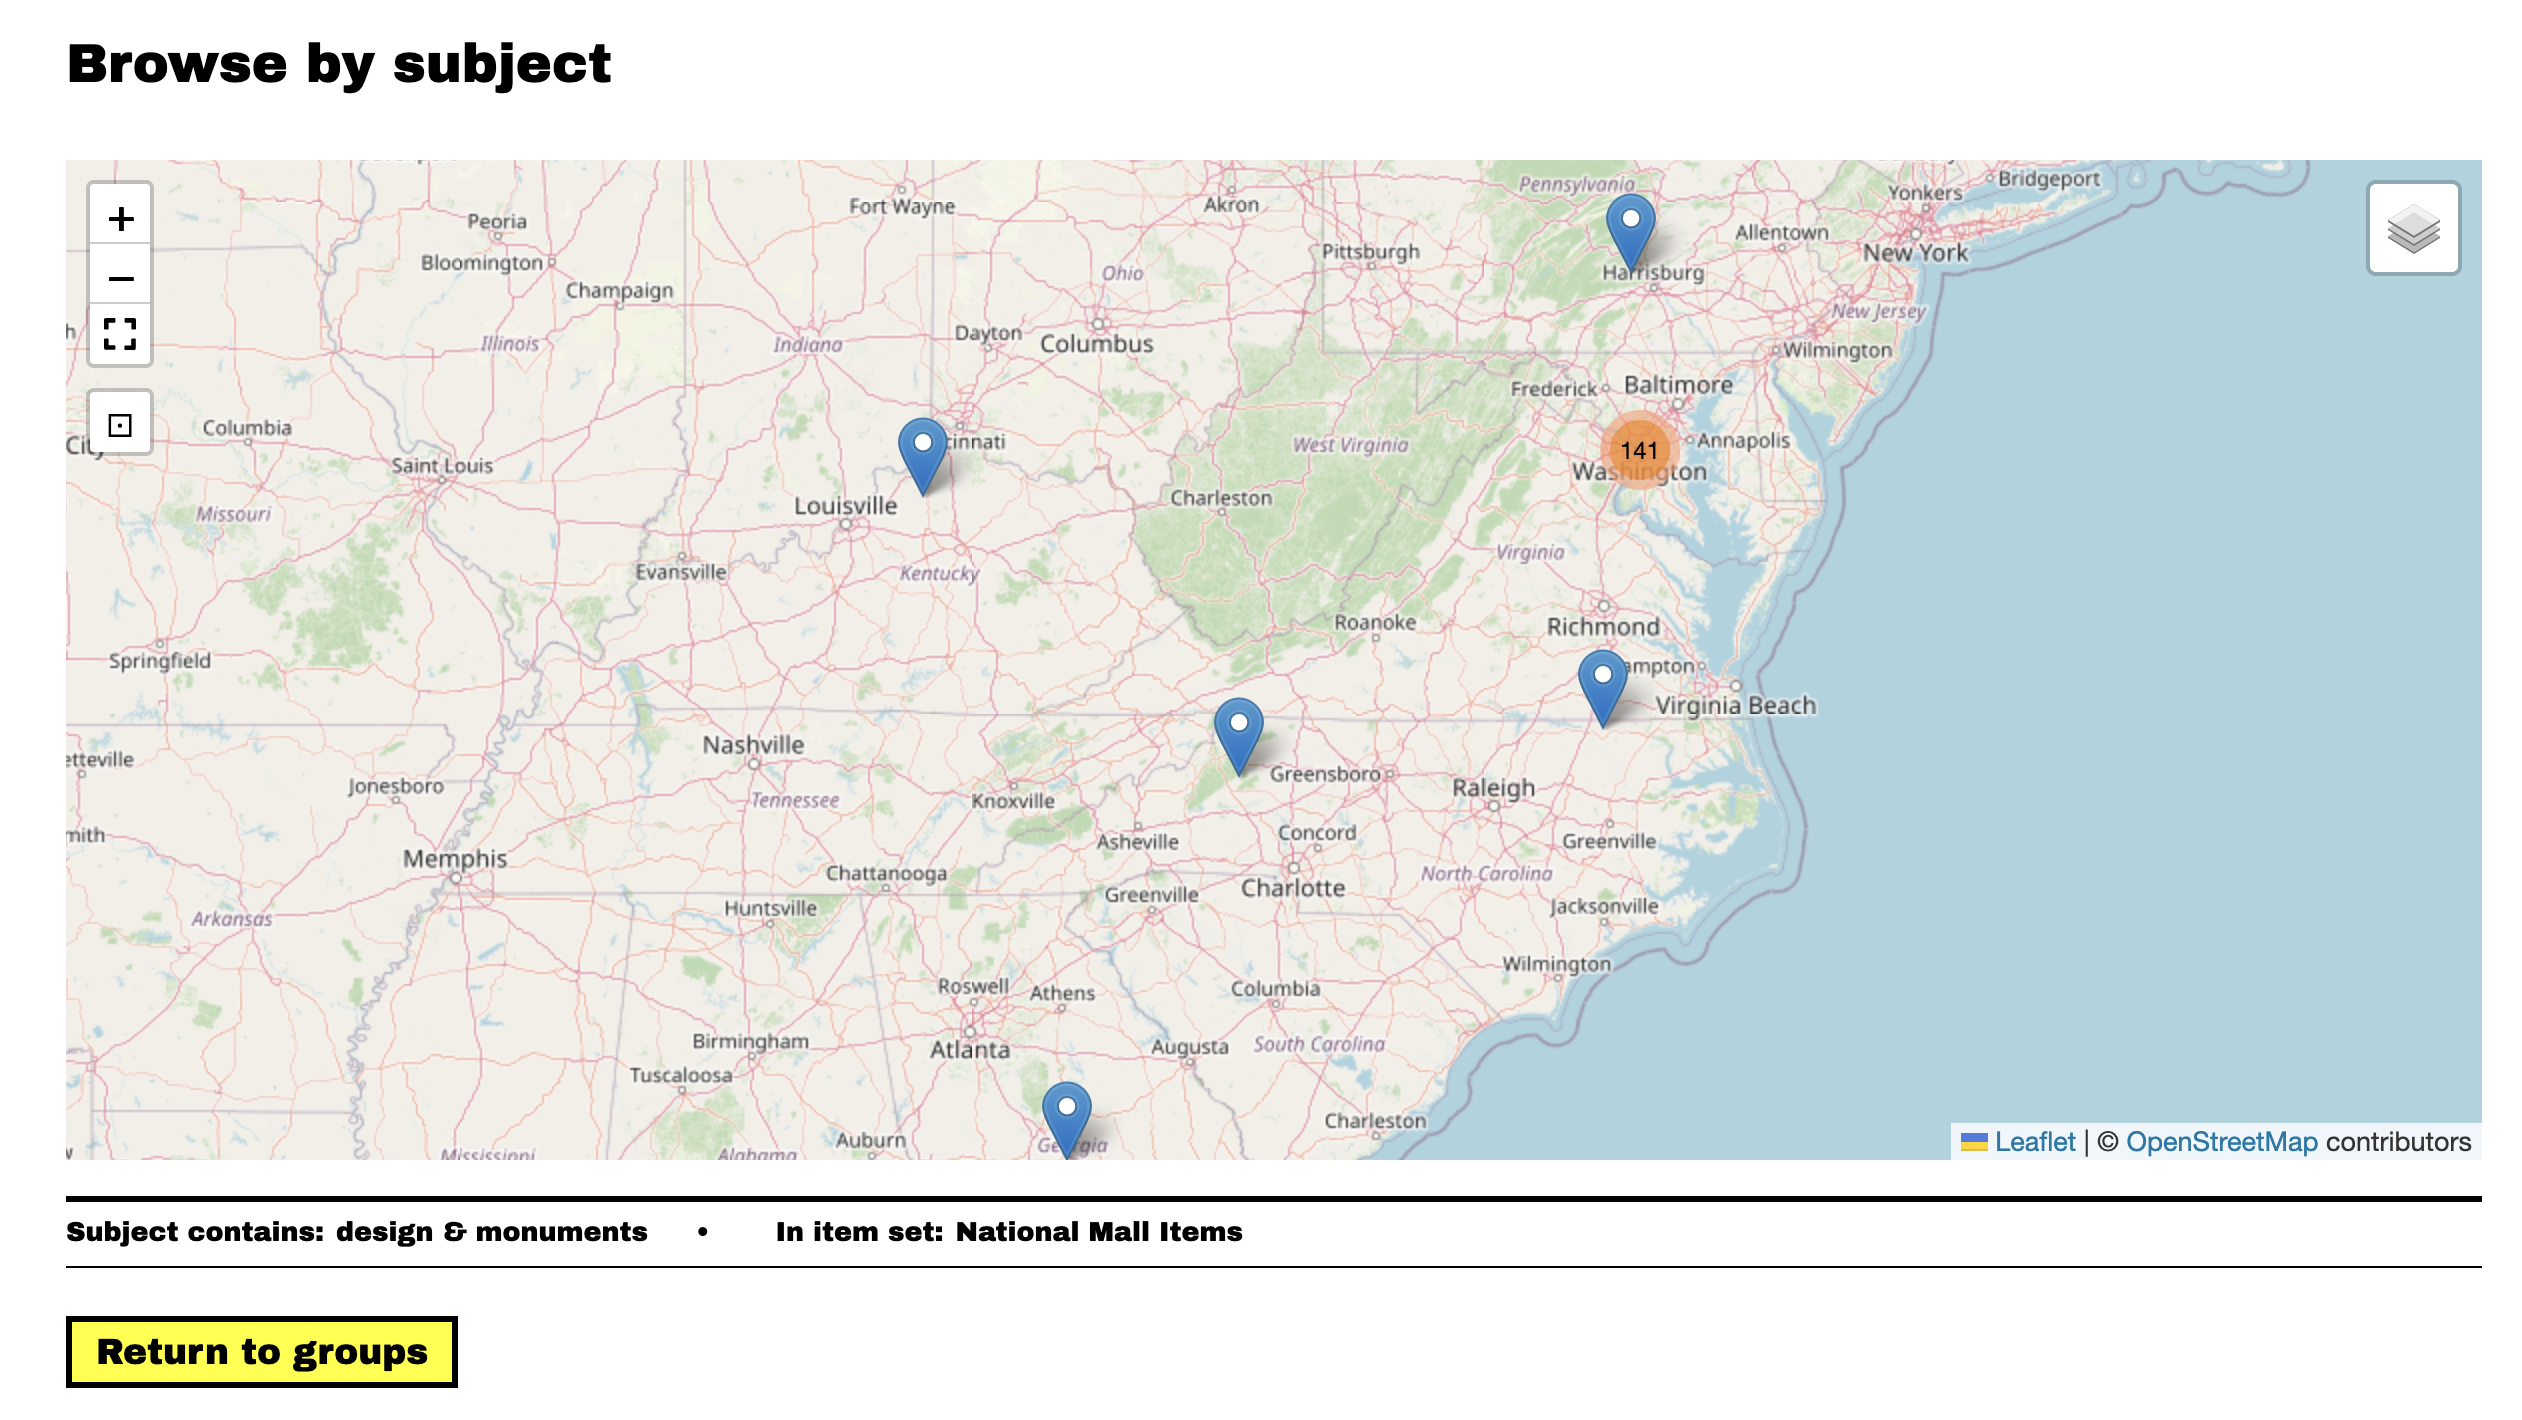 Browse by subject
Pennsylvania
Yonkers
Bridgeport
Peoria
Fort Wayne
Akron
Allentown
New York
Pittsburgh
Bloomington
Harrisburg
Ohio
Champaign
New Jersey
Illinois
Indiana
Dayton
Columbus
Wilmington
Frederick
Baltimore
Columbia
City
cinnati
West Virginia
141
Annapolis
Saint Louis
Washington
Louisville
Charleston
Missouri
Virginia
Evansville
Kentucky
Roanoke
Richmond
Springfield
ampton
Virginia Beach
Nashville
etteville
Greensboro
Jonesboro
Tennessee
Knoxville
Raleigh
mith
Asheville
Concord
Greenville
Memphis
Chattanooga
North Carolina
Greenville
Charlotte
Arkansas
Huntsville
Jacksonville
Wilmington
Roswell
Athens
Columbia
Birmingham
Atlanta
Augusta
South Carolina
Tuscaloosa
Charleston
Auburn
Georgia
Mississippi
Alabama
Leaflet | © OpenStreetMap contributors
Subject contains: design & monuments • In item set: National Mall Items
Return to groups